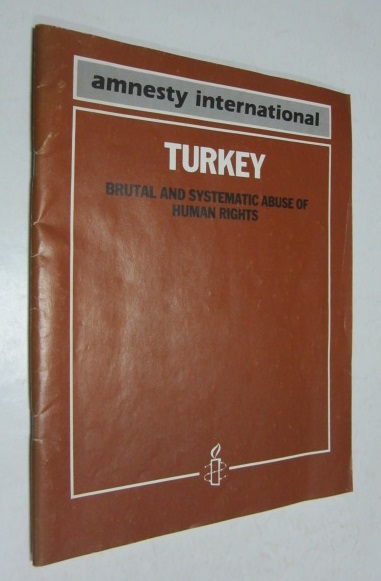 amnesty international
TURKEY
BRUTAL AND SYSTEMATIC ABUSE OF
HUMAN RIGHTS